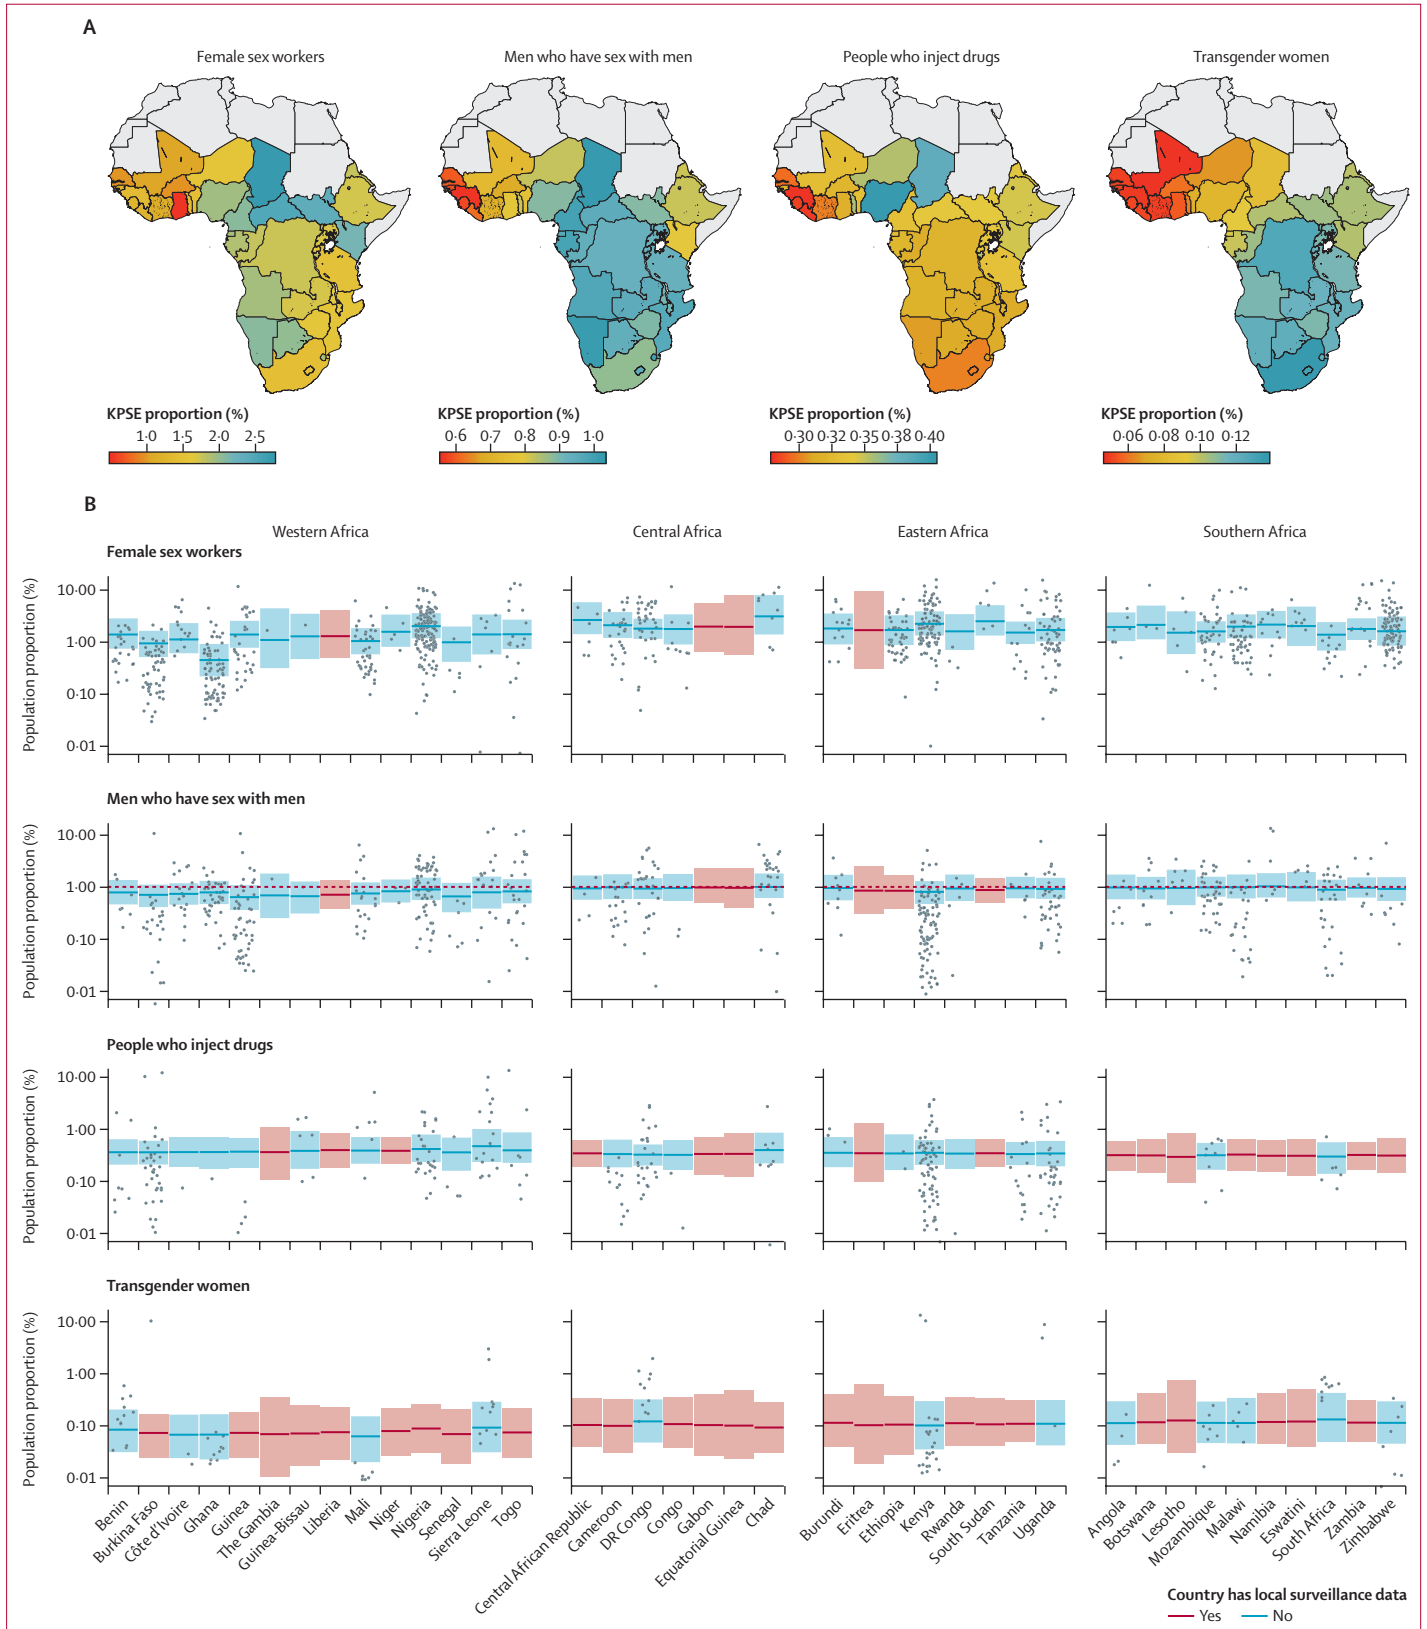 A
Female sex workers
Men who have sex with men
People who inject drugs
Transgender women
KPSE proportion (%)
1·0 1·5 2·0 2·5
KPSE proportion (%)
0·6 0·7 0·8 0·9 1·0
KPSE proportion (%)
0·30 0·32 0·35 0·38 0·40
KPSE proportion (%)
0·06 0·08 0·10 0·12
B
Western Africa
Central Africa
Eastern Africa
Southern Africa
Female sex workers
Population proportion (%)
10·00
1·00
0·10
0·01
Men who have sex with men
Population proportion (%)
10·00
1·00
0·10
0·01
People who inject drugs
Population proportion (%)
10·00
1·00
0·10
0·01
Transgender women
Population proportion (%)
10·00
1·00
0·10
0·01
Benin
Burkina Faso
Côte d'Ivoire
Ghana
Guinea
The Gambia
Guinea-Bissau
Liberia
Mali
Niger
Nigeria
Senegal
Sierra Leone
Togo
Central African Republic
Cameroon
DR Congo
Congo
Gabon
Equatorial Guinea
Chad
Burundi
Eritrea
Ethiopia
Kenya
Rwanda
South Sudan
Tanzania
Uganda
Angola
Botswana
Lesotho
Mozambique
Malawi
Namibia
Eswatini
South Africa
Zambia
Zimbabwe
Country has local surveillance data
Yes No